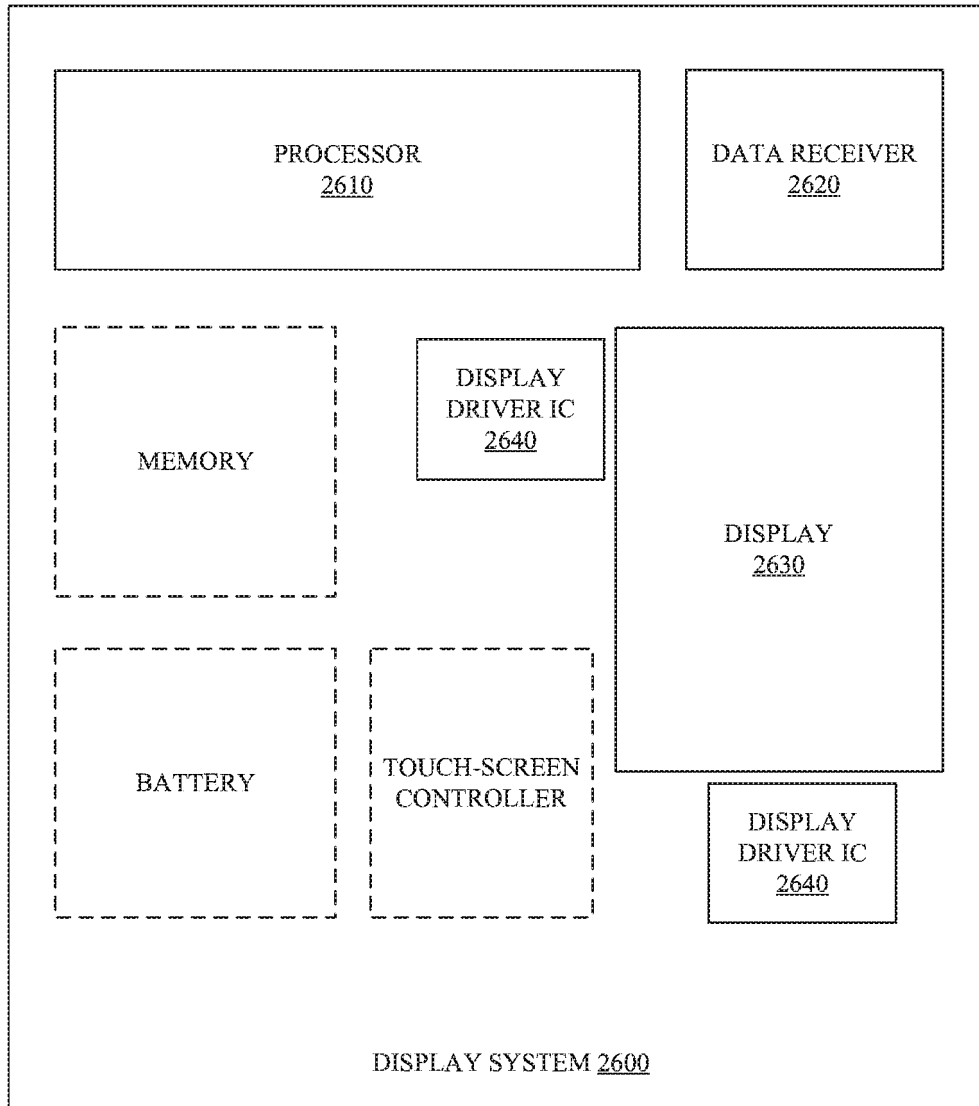 PROCESSOR
2610
DATA RECEIVER
2620
MEMORY
DISPLAY
DRIVER IC
2640
DISPLAY
2630
BATTERY
TOUCH-SCREEN
CONTROLLER
DISPLAY
DRIVER IC
2640
DISPLAY SYSTEM 2600